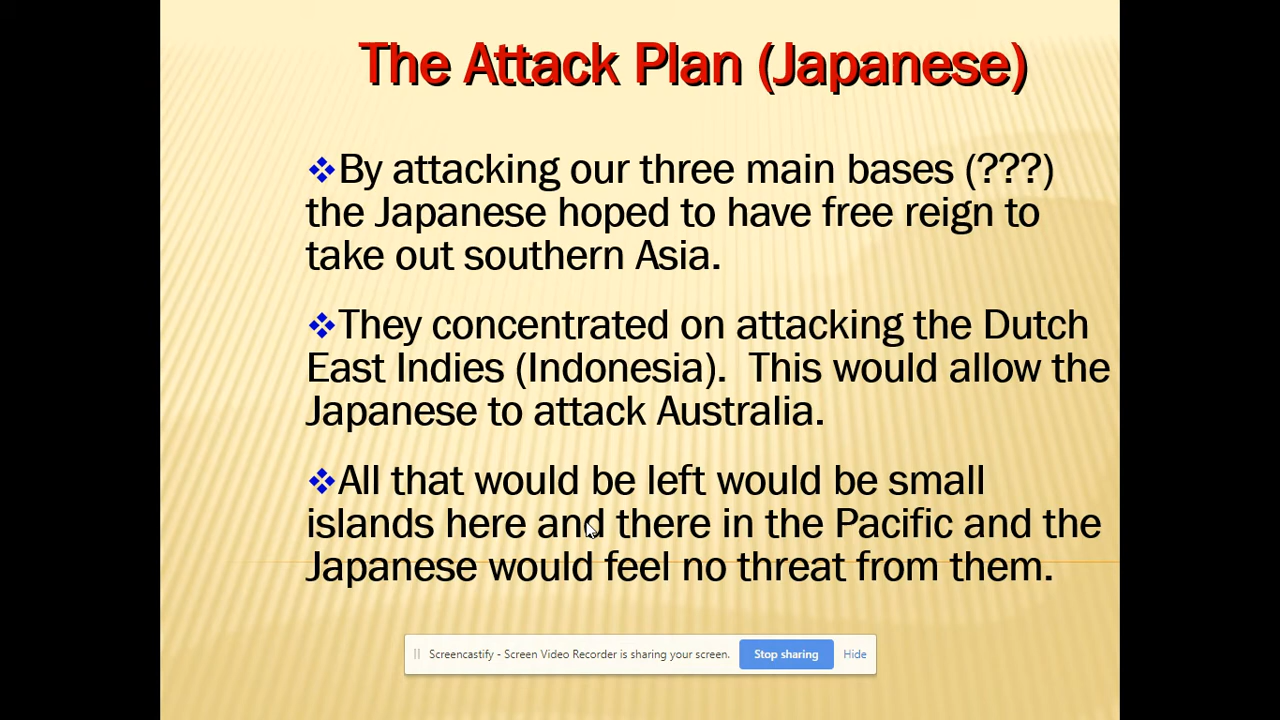 The Attack Plan (Japanese)
❖By attacking our three main bases (???)
the Japanese hoped to have free reign to
take out southern Asia.
❖They concentrated on attacking the Dutch
East Indies (Indonesia).  This would allow the
Japanese to attack Australia.
❖All that would be left would be small
islands here and there in the Pacific and the
Japanese would feel no threat from them.
Screencastify - Screen Video Recorder is sharing your screen. Stop sharing Hide